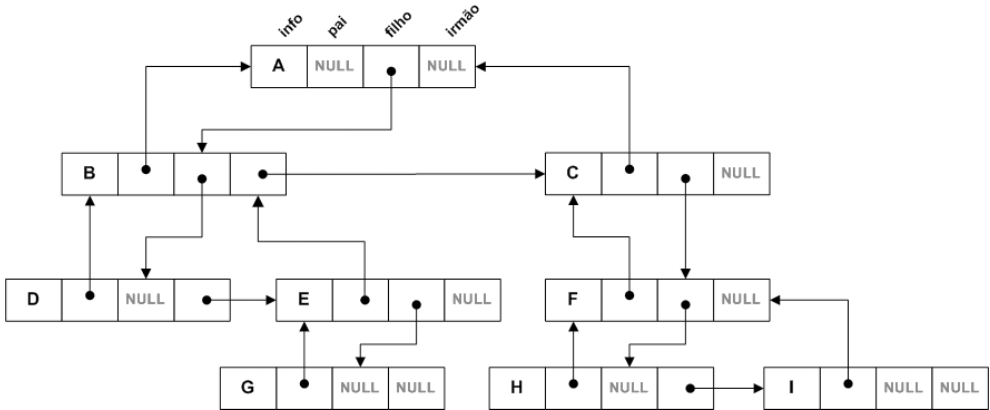 info pai filho irmão
A NULL NULL
B C NULL
D NULL E NULL F NULL
G NULL NULL H NULL I NULL NULL